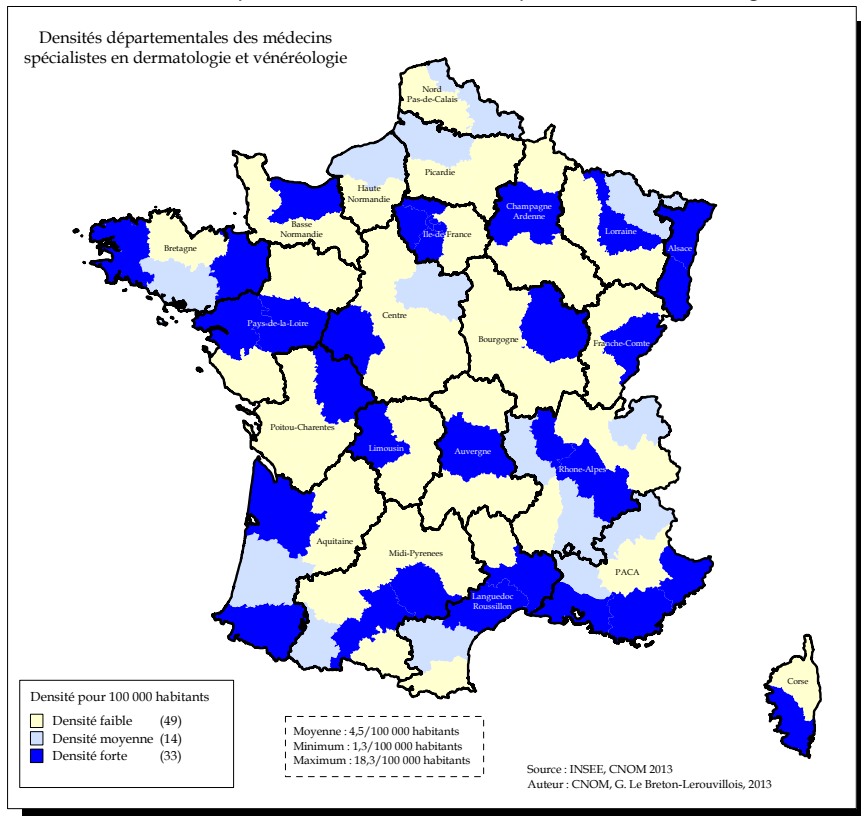 Densités départementales des médecins
spécialistes en dermatologie et vénéréologie
Nord
Pas-de-Calais
Picardie
Haute
Normandie
Basse
Normandie
Champagne
Ardenne
Lorraine
Alsace
Ile-de-France
Bretagne
Pays-de-la-Loire
Centre
Bourgogne
Franche-Comte
Poitou-Charentes
Limousin
Auvergne
Rhone-Alpes
Aquitaine
Midi-Pyrenees
PACA
Languedoc
Roussillon
Corse
Densité pour 100 000 habitants
Densité faible (49)
Densité moyenne (14)
Densité forte (33)
Moyenne : 4,5/100 000 habitants
Minimum : 1,3/100 000 habitants
Maximum : 18,3/100 000 habitants
Source : INSEE, CNOM 2013
Auteur : CNOM, G. Le Breton-Lerouvillois, 2013